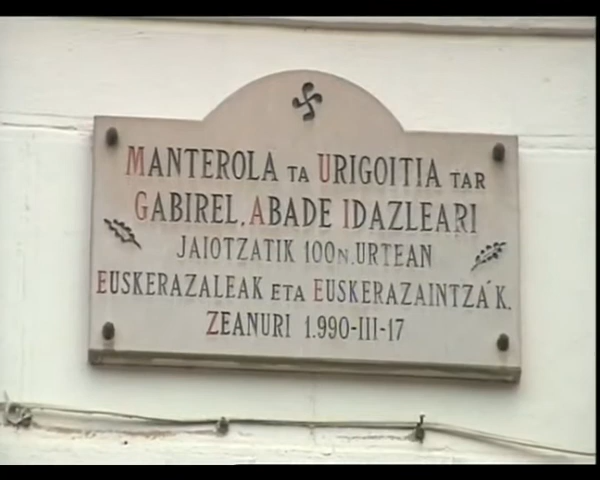 MANTEROLA TA URIGOITIA TAR
GABIREL, ABADE IDAZLEARI
JAIOTZATIK 100N. URTEAN
EUSKERAZALEAK ETA EUSKERAZAINTZA'K.
ZEANURI 1.990-III-17